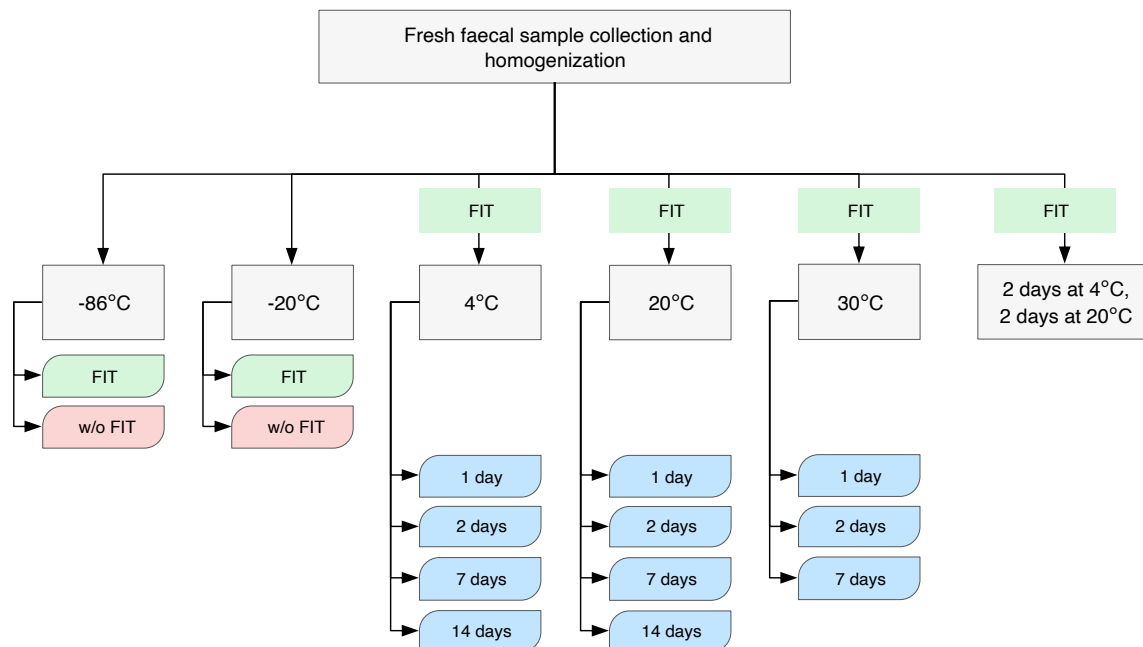 Fresh faecal sample collection and
homogenization
FIT
FIT
FIT
FIT
-86°C
-20°C
4°C
20°C
30°C
2 days at 4°C,
2 days at 20°C
FIT
w/o FIT
FIT
w/o FIT
1 day
2 days
7 days
14 days
1 day
2 days
7 days
14 days
1 day
2 days
7 days